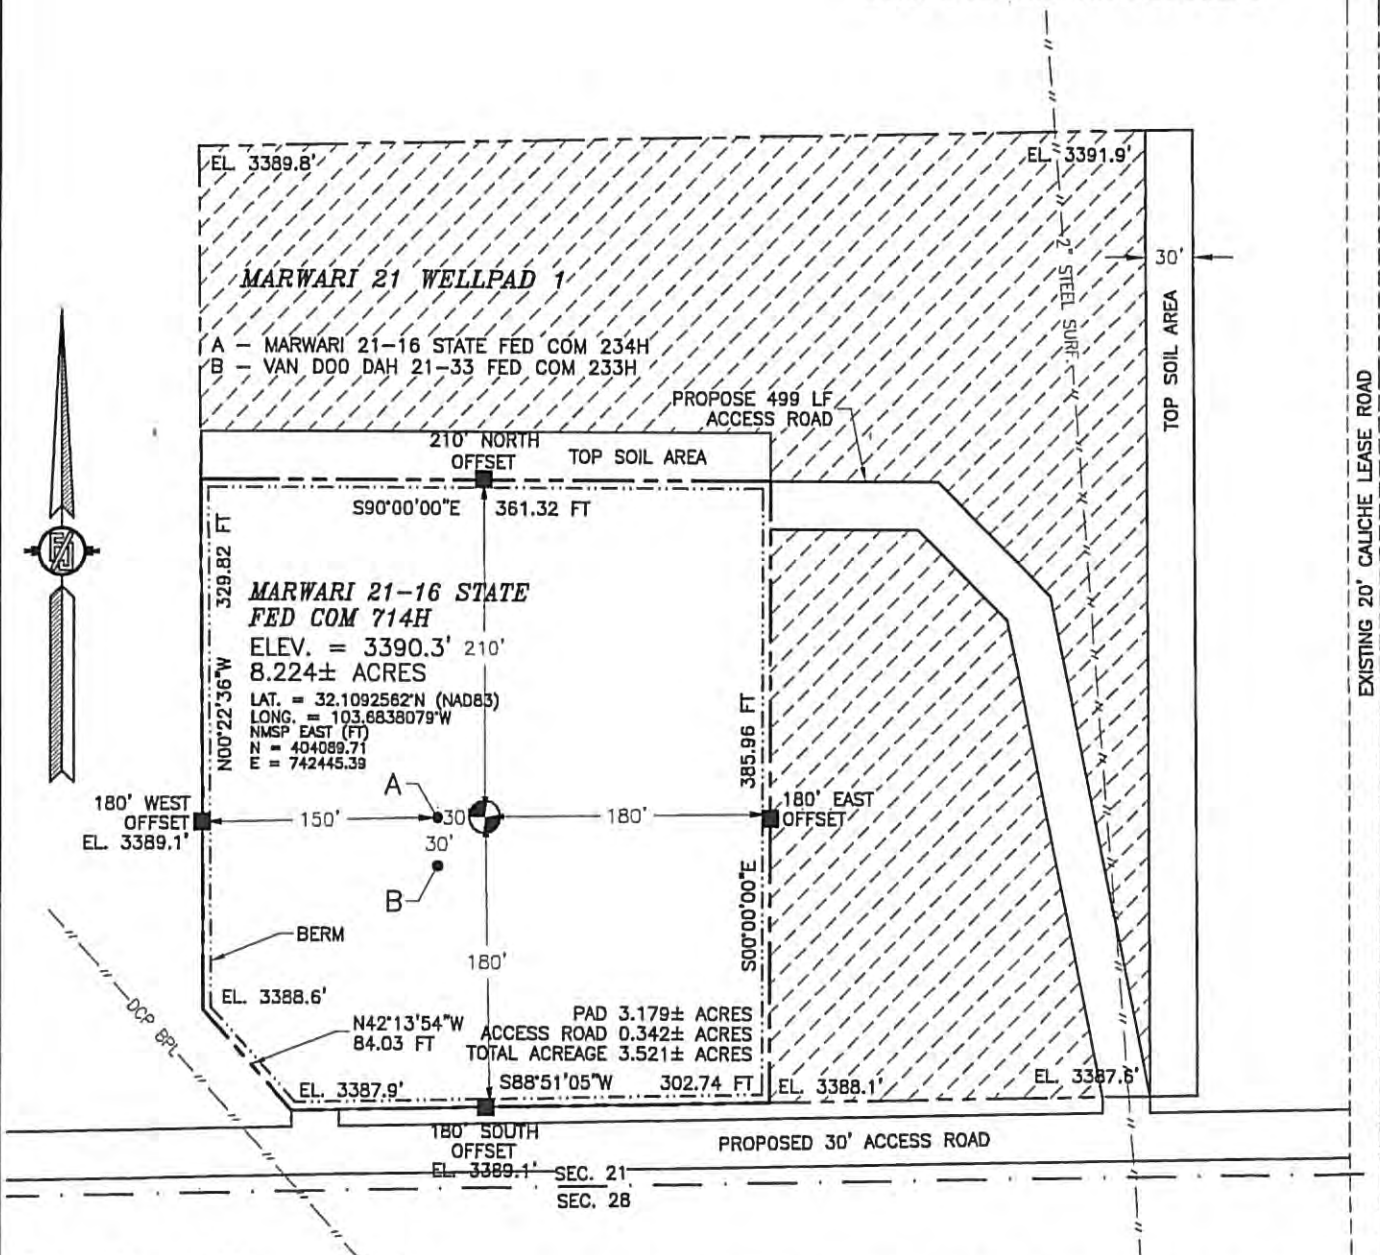 EL. 3389.8'
EL. 3391.9'
MARWARI 21 WELLPAD 1
A – MARWARI 21–16 STATE FED COM 234H
B – VAN DOO DAH 21–33 FED COM 233H
2" STEEL SURF
30'
TOP SOIL AREA
EXISTING 20' CALICHE LEASE ROAD
PROPOSE 499 LF
ACCESS ROAD
210' NORTH
OFFSET
TOP SOIL AREA
S90°00'00"E
361.32 FT
N00°22'36"W
329.82 FT
MARWARI 21–16 STATE
FED COM 714H
ELEV. = 3390.3'
210'
8.224± ACRES
LAT. = 32.1092562°N (NAD83)
LONG. = 103.6838079°W
NMSP EAST (FT)
N = 404089.71
E = 742445.39
S00°00'00"E
385.96 FT
180' WEST
OFFSET
EL. 3389.1'
A
150'
30'
30
180'
180' EAST
OFFSET
B
BERM
180'
DCP BPL
EL. 3388.6'
N42°13'54"W
84.03 FT
PAD 3.179± ACRES
ACCESS ROAD 0.342± ACRES
TOTAL ACREAGE 3.521± ACRES
EL. 3387.9'
S88°51'05"W
302.74 FT
EL. 3388.1'
EL. 3387.6'
180' SOUTH
OFFSET
EL. 3389.1'
PROPOSED 30' ACCESS ROAD
SEC. 21
SEC. 28